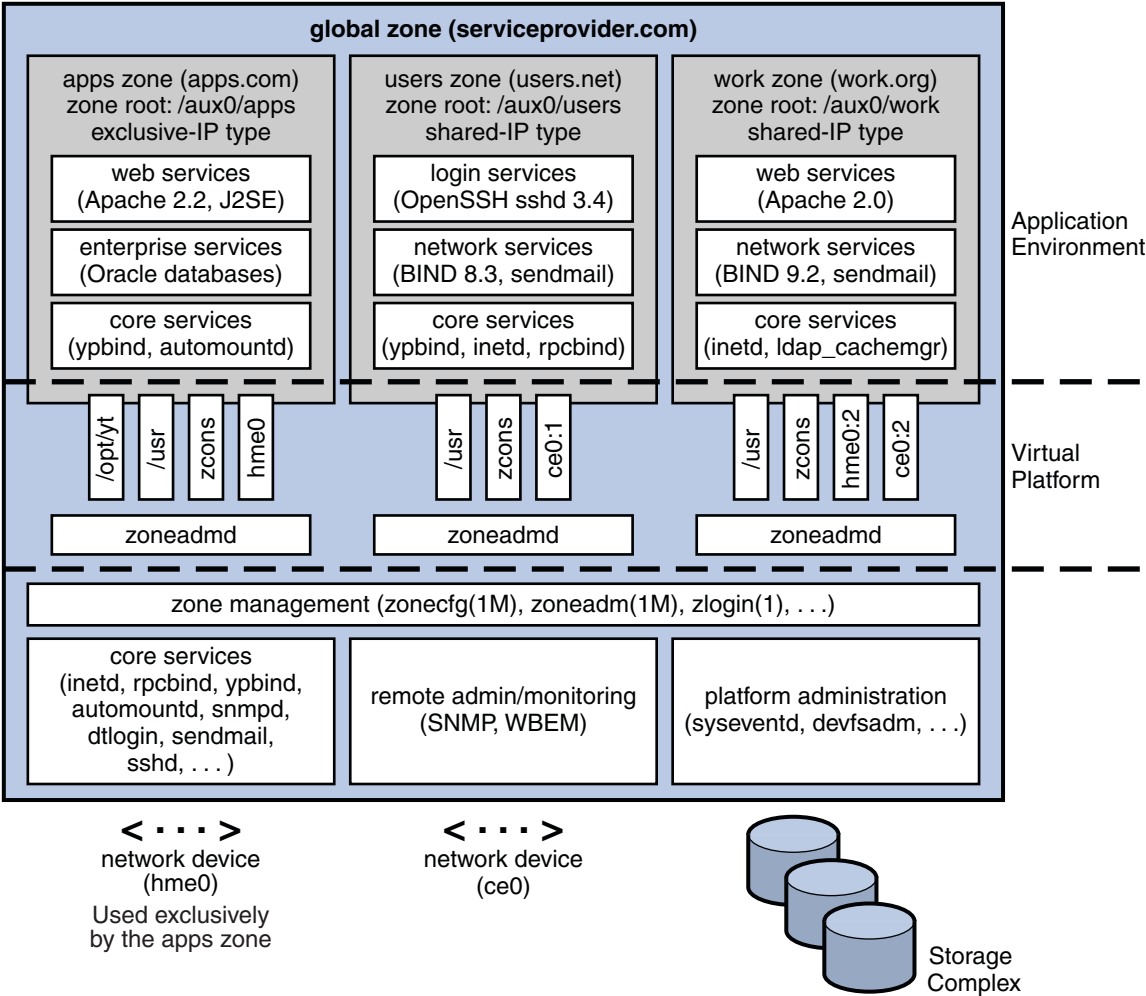 global zone (serviceprovider.com)
apps zone (apps.com)
zone root: /aux0/apps
exclusive-IP type
web services
(Apache 2.2, J2SE)
enterprise services
(Oracle databases)
core services
(ypbind, automountd)
users zone (users.net)
zone root: /aux0/users
shared-IP type
login services
(OpenSSH sshd 3.4)
network services
(BIND 8.3, sendmail)
core services
(ypbind, inetd, rpcbind)
work zone (work.org)
zone root: /aux0/work
shared-IP type
web services
(Apache 2.0)
network services
(BIND 9.2, sendmail)
core services
(inetd, ldap_cachemgr)
Application
Environment
/opt/yt
/usr
zcons
hme0
zoneadmd
/usr
zcons
ce0:1
zoneadmd
/usr
zcons
hme0:2
ce0:2
zoneadmd
Virtual
Platform
zone management (zonecfg(1M), zoneadm(1M), zlogin(1), . . .)
core services
(inetd, rpcbind, ypbind,
automountd, snmpd,
dtlogin, sendmail,
sshd, . . . )
remote admin/monitoring
(SNMP, WBEM)
platform administration
(syseventd, devfsadm, . . .)
< · · · >
network device
(hme0)
Used exclusively
by the apps zone
< · · · >
network device
(ce0)
Storage
Complex